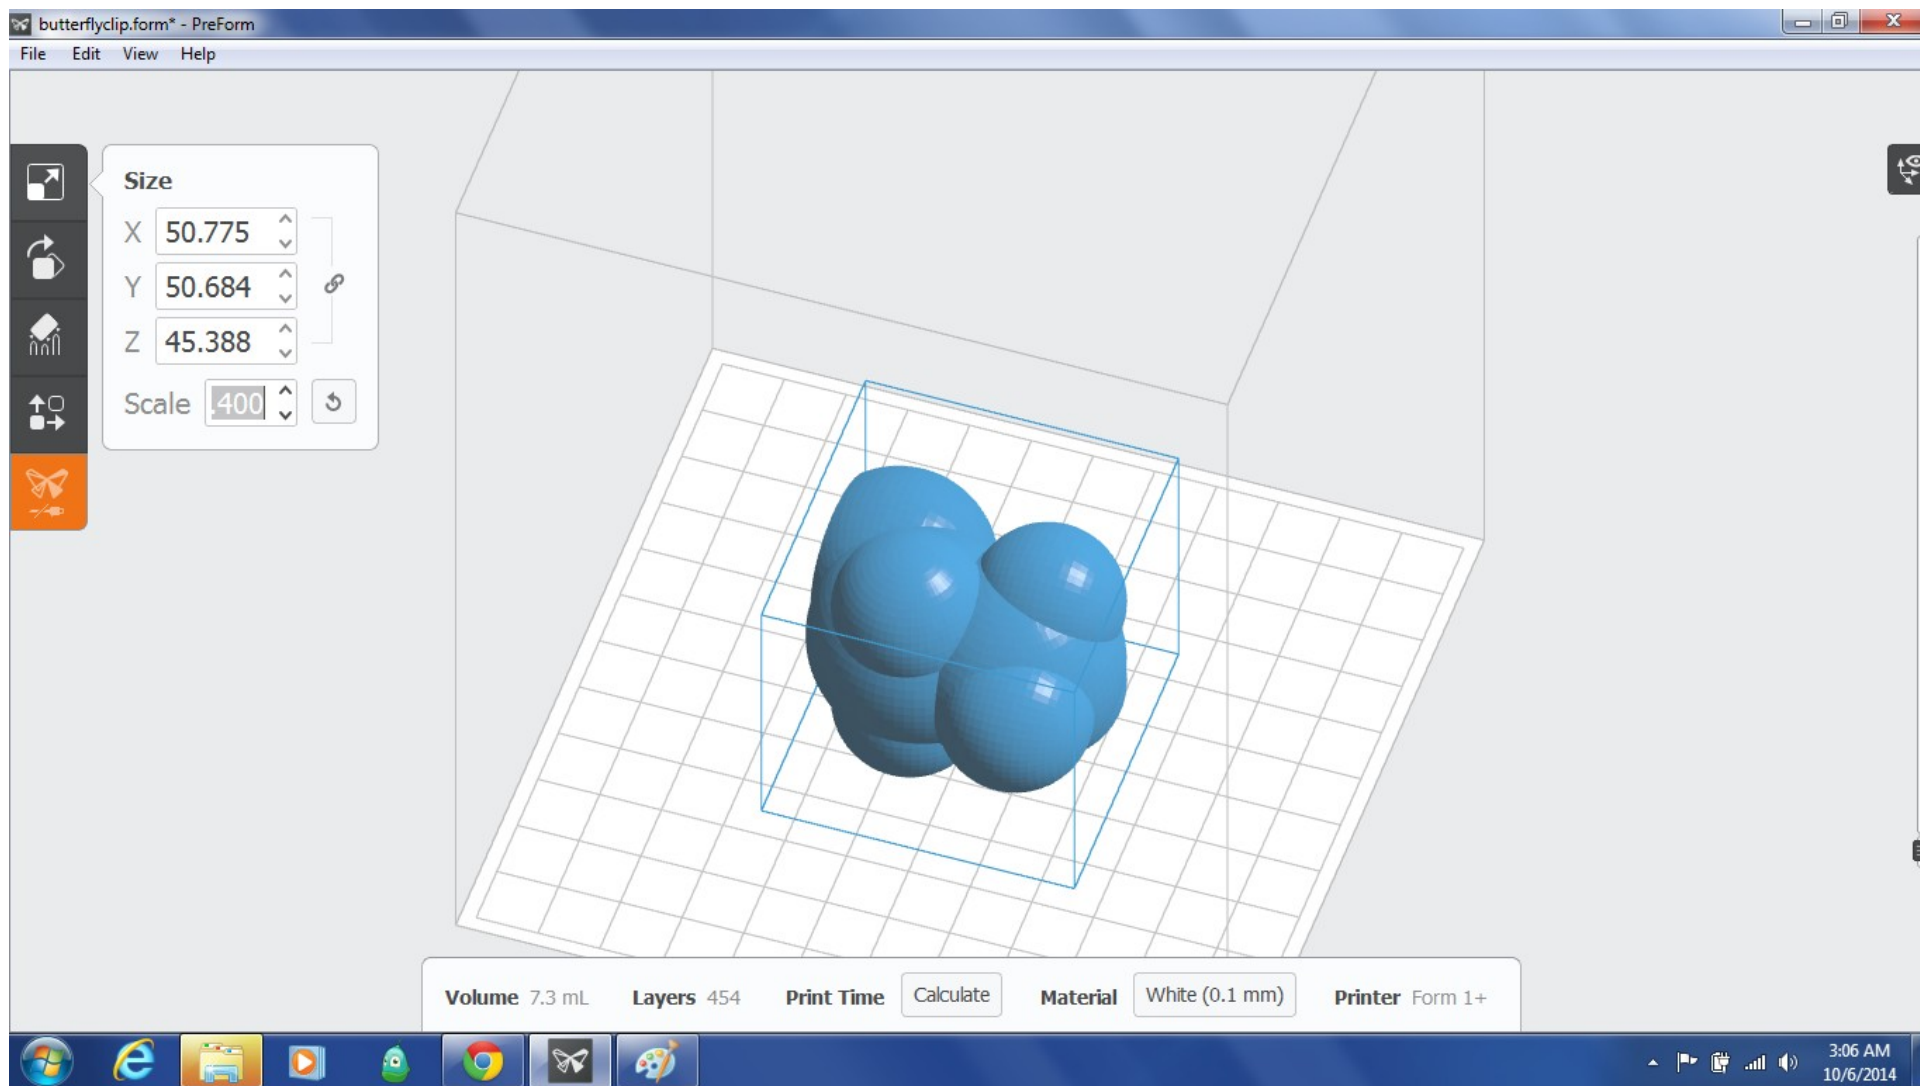 butterflyclip.form* - PreForm
File Edit View Help
Size
X 50.775
Y 50.684
Z 45.388
Scale .400
Volume 7.3 mL Layers 454 Print Time Calculate Material White (0.1 mm) Printer Form 1+
3:06 AM
10/6/2014